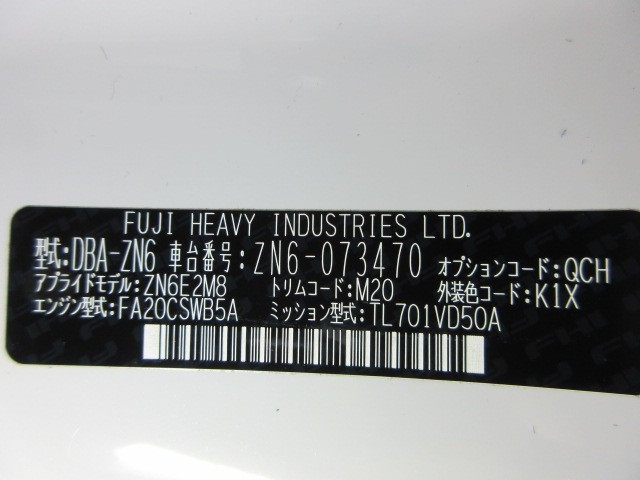 FUJI HEAVY INDUSTRIES LTD.
型式:DBA-ZN6 車台番号:ZN6-073470 オプションコード:QCH
アプライドモデル:ZN6E2M8 トリムコード:M20 外装色コード:K1X
エンジン型式:FA20CSWB5A ミッション型式:TL701VD50A